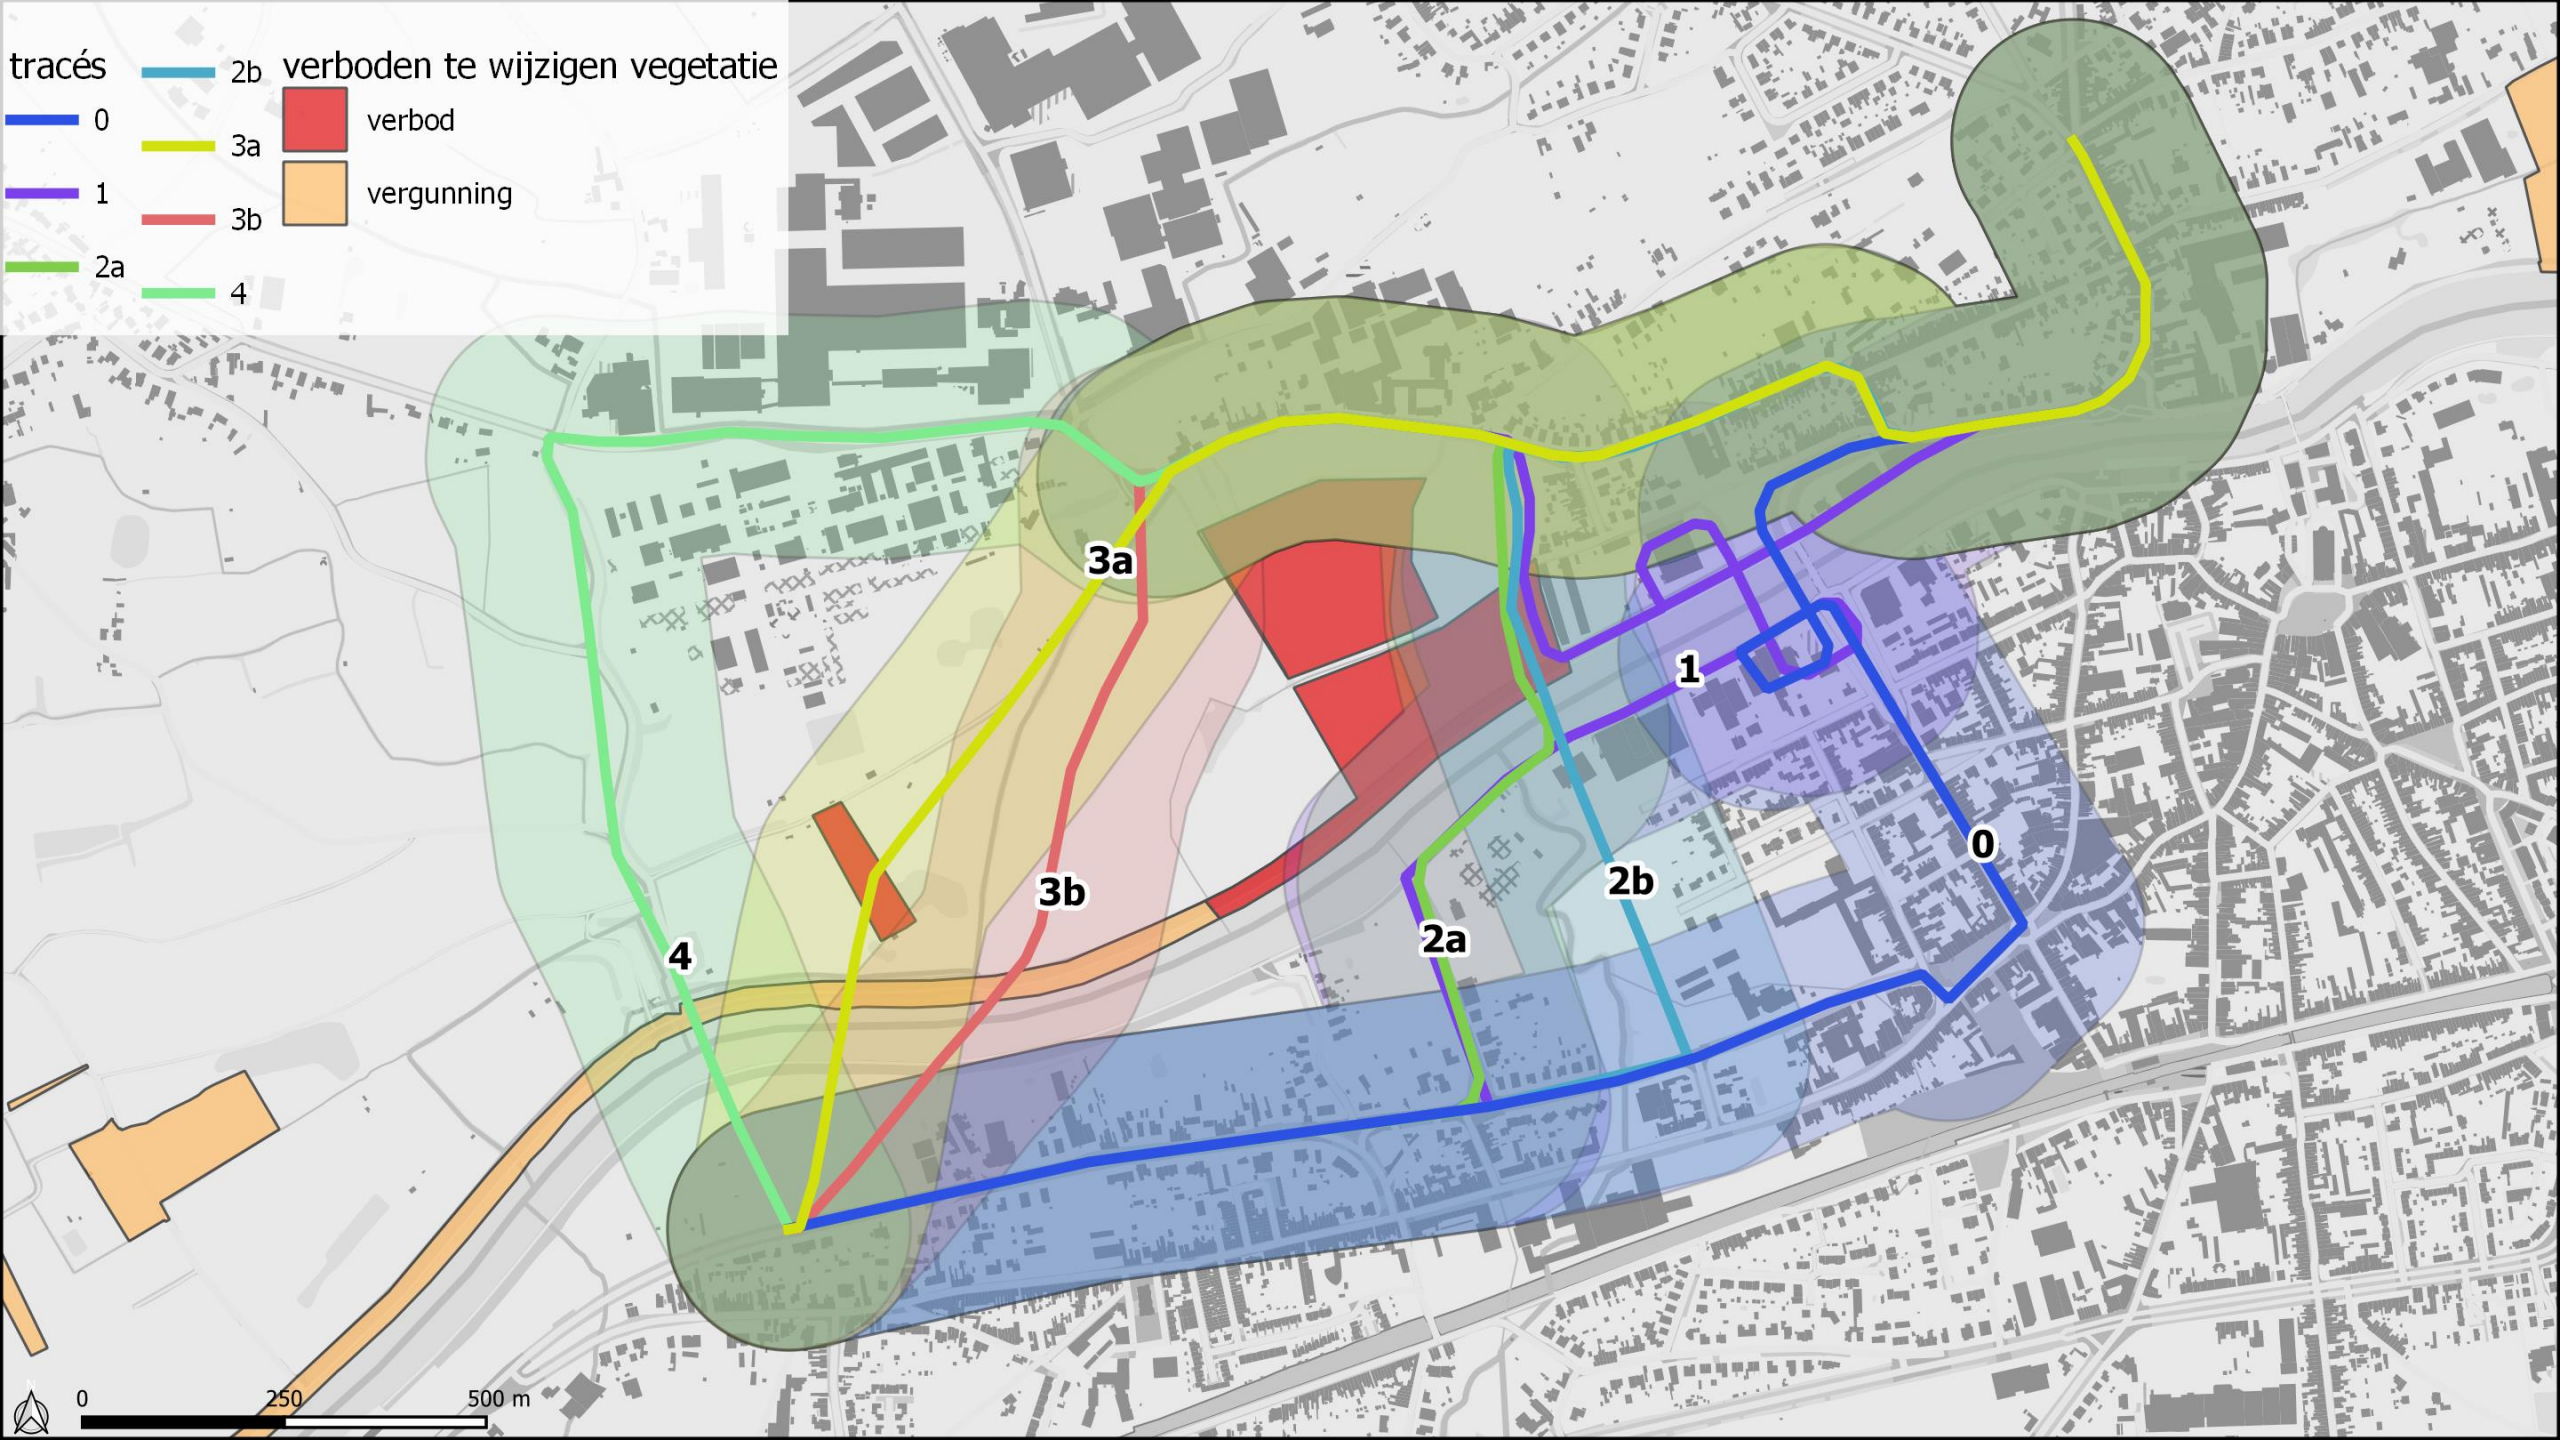 tracés
0
1
2a
2b
3a
3b
4
verboden te wijzigen vegetatie
verbod
vergunning
3a
1
0
2b
3b
2a
4
N
0 250 500 m